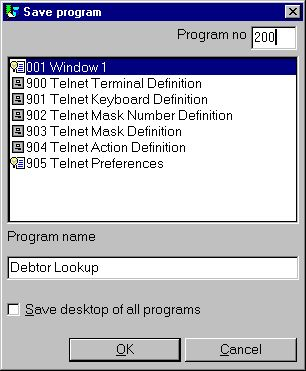 Save program
Program no 200
001 Window 1
900 Telnet Terminal Definition
901 Telnet Keyboard Definition
902 Telnet Mask Number Definition
903 Telnet Mask Definition
904 Telnet Action Definition
905 Telnet Preferences
Program name
Debtor Lookup
Save desktop of all programs
OK
Cancel